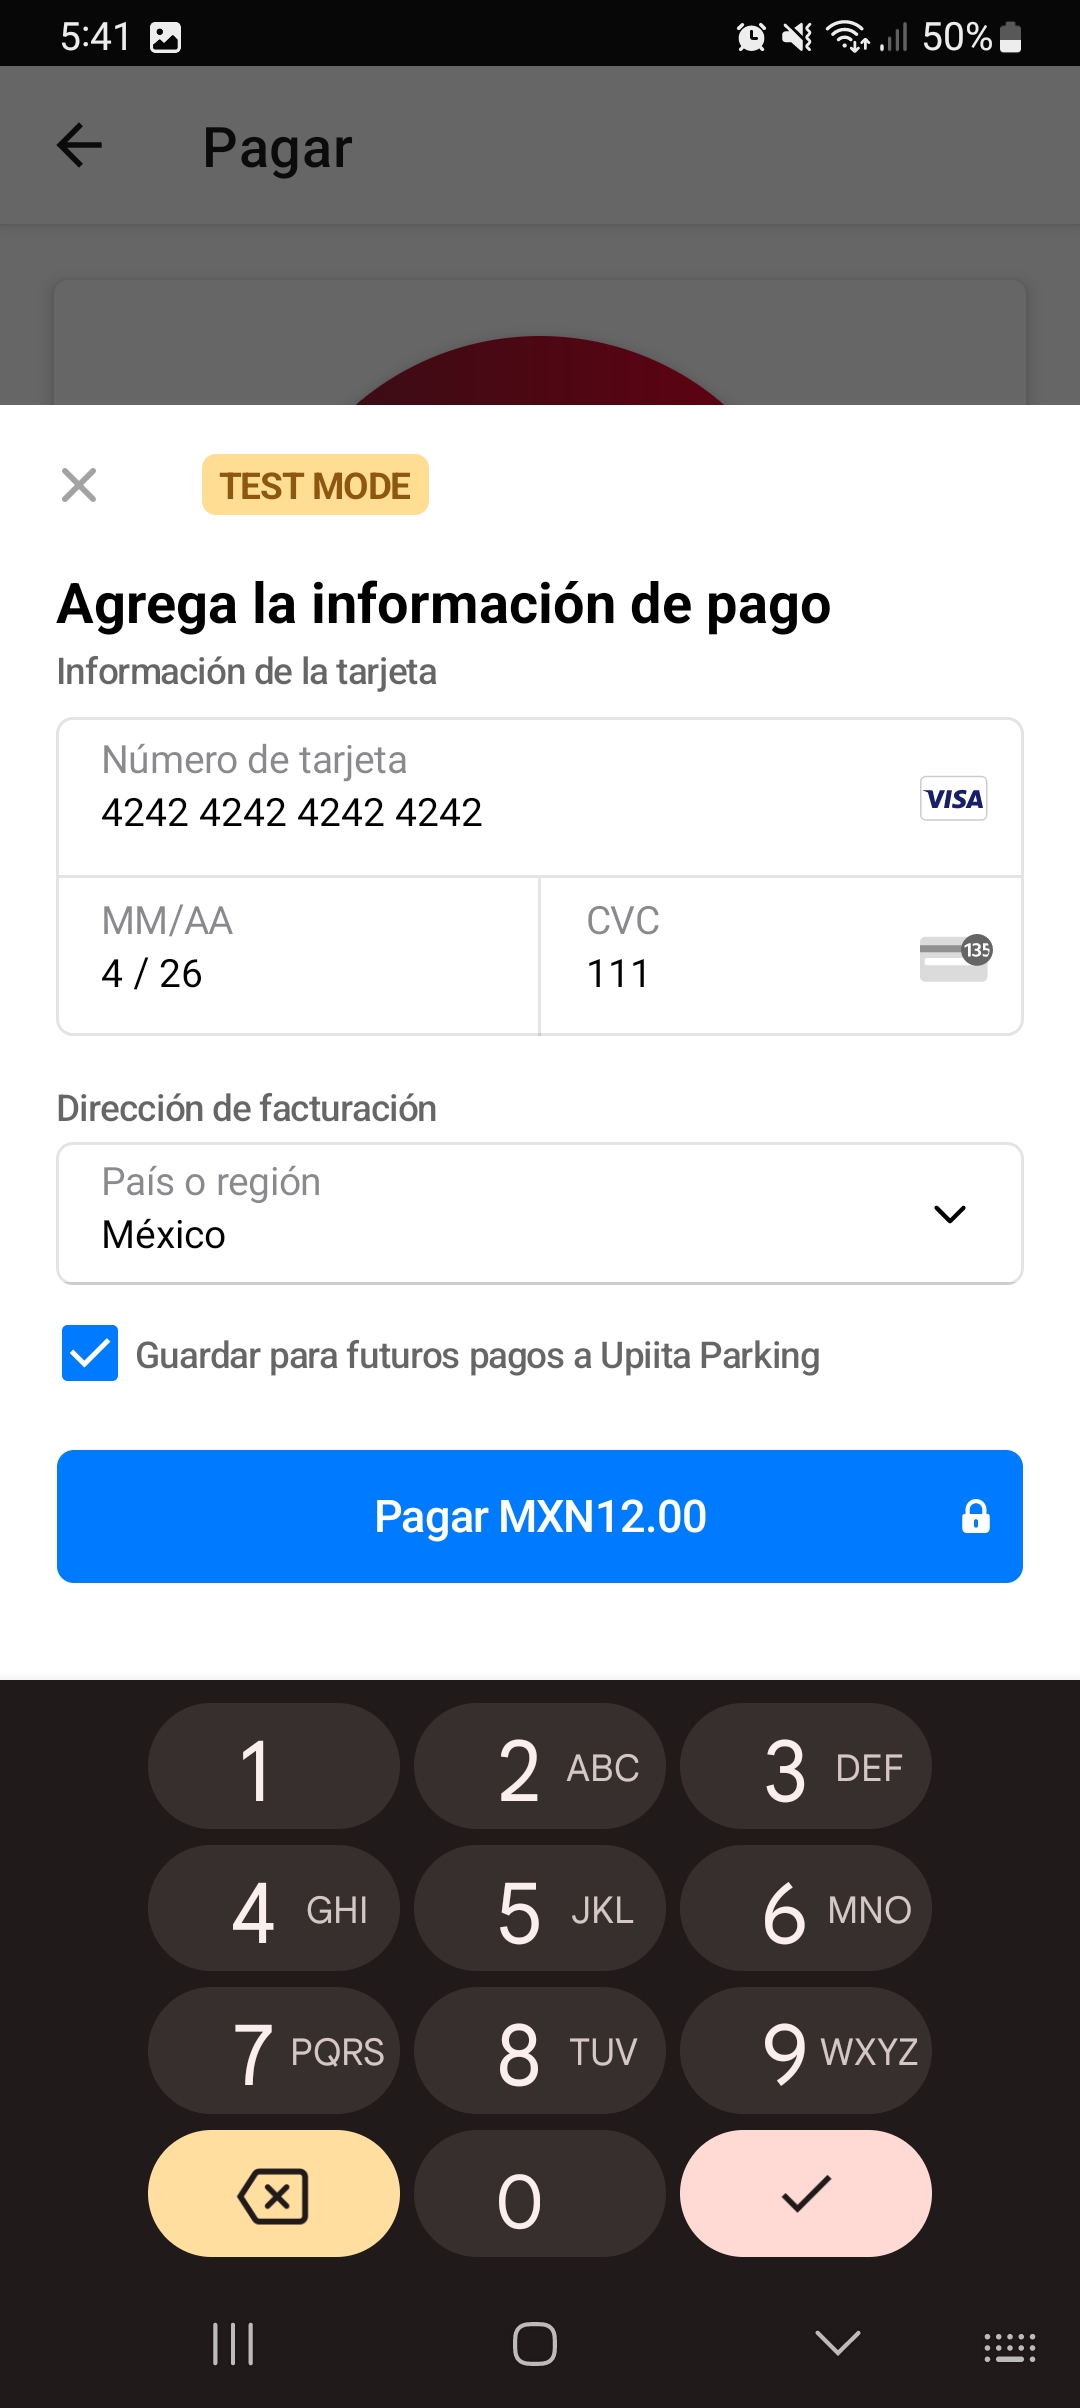 5:41 50%
Pagar
TEST MODE
Agrega la información de pago
Información de la tarjeta
Número de tarjeta
4242 4242 4242 4242
VISA
MM/AA
4 / 26
CVC
111
135
Dirección de facturación
País o región
México
Guardar para futuros pagos a Upiita Parking
Pagar MXN12.00
1 2 ABC 3 DEF
4 GHI 5 JKL 6 MNO
7 PQRS 8 TUV 9 WXYZ
0